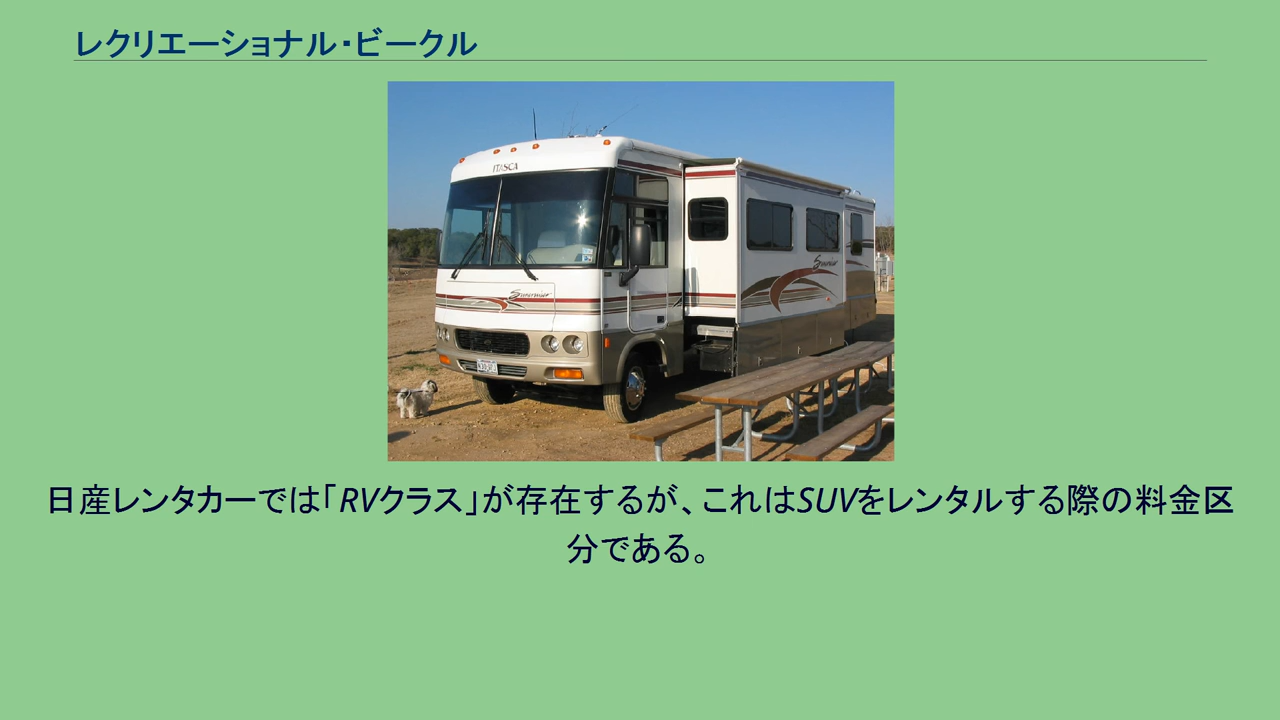 レクリエーショナル・ビークル
ITASCA
Sunrise
Sunrise
日産レンタカーでは「RVクラス」が存在するが、これはSUVをレンタルする際の料金区
分である。